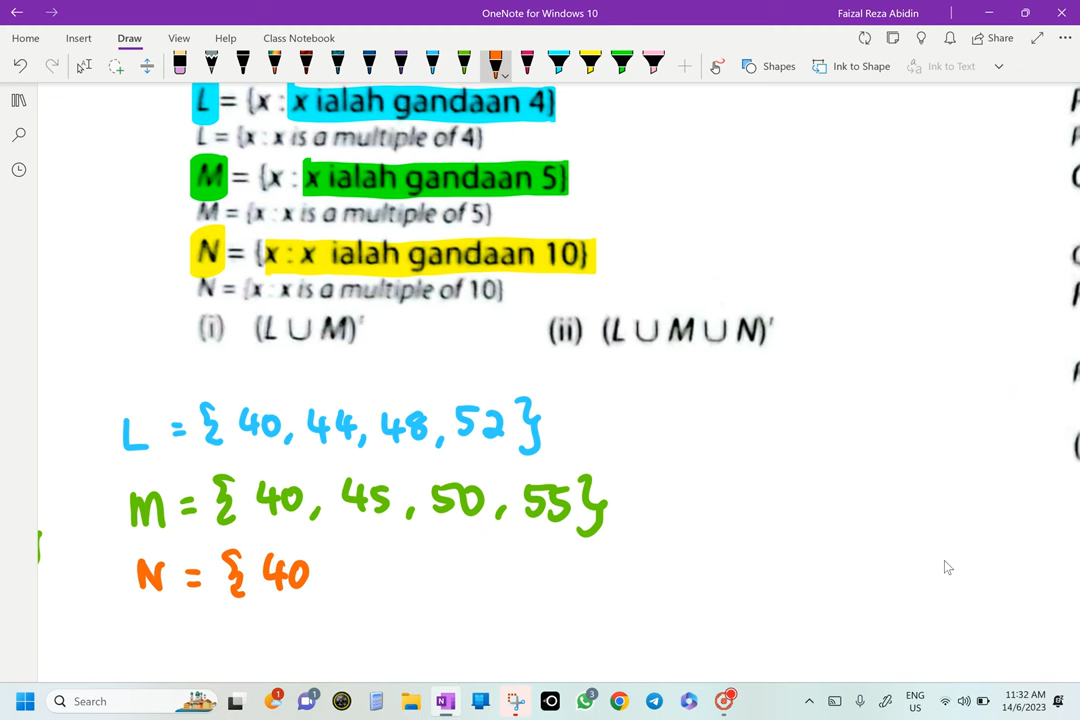 OneNote for Windows 10
Faizal Reza Abidin
Home Insert Draw View Help Class Notebook
Share
Shapes Ink to Shape Ink to Text
L = {x : x ialah gandaan 4}
L = {x : x is a multiple of 4}
M = {x : x ialah gandaan 5}
M = {x : x is a multiple of 5}
N = {x : x ialah gandaan 10}
N = {x : x is a multiple of 10}
(i) (L ∪ M)′ (ii) (L ∪ M ∪ N)′
L = { 40, 44, 48, 52 }
M = { 40, 45, 50, 55 }
N = { 40
Search
1
1
3
ENG
US
11:32 AM
14/6/2023